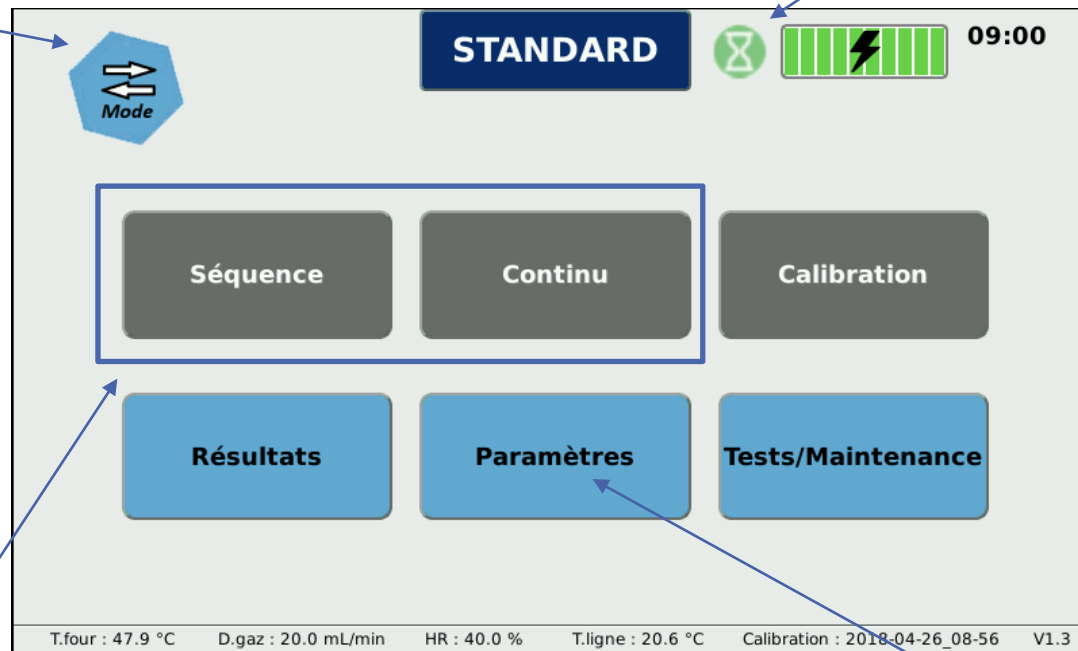 STANDARD
09:00
Mode
Séquence
Continu
Calibration
Résultats
Paramètres
Tests/Maintenance
T.four : 47.9 °C D.gaz : 20.0 mL/min HR : 40.0 % T.ligne : 20.6 °C Calibration : 2018-04-26_08-56 V1.3